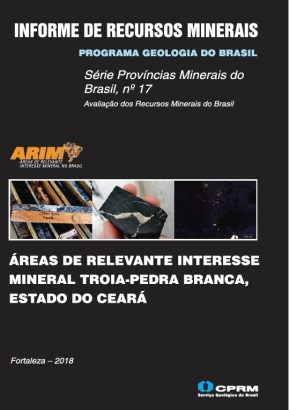 INFORME DE RECURSOS MINERAIS
PROGRAMA GEOLOGIA DO BRASIL
Série Províncias Minerais do
Brasil, nº 17
Avaliação dos Recursos Minerais do Brasil
ARIM
ÁREAS DE RELEVANTE
INTERESSE MINERAL NO BRASIL
ÁREAS DE RELEVANTE INTERESSE
MINERAL TROIA-PEDRA BRANCA,
ESTADO DO CEARÁ
Fortaleza – 2018
CPRM
Serviço Geológico do Brasil